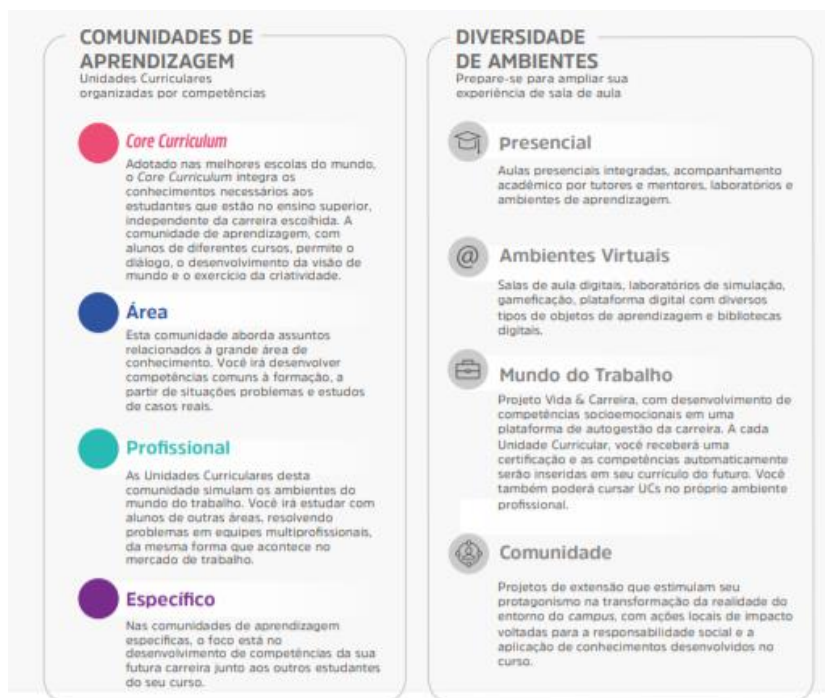 COMUNIDADES DE
APRENDIZAGEM
Unidades Curriculares
organizadas por competências
Core Curriculum
Adotado nas melhores escolas do mundo,
o Core Curriculum integra os
conhecimentos necessários aos
estudantes que estão no ensino superior,
independente da carreira escolhida. A
comunidade de aprendizagem, com
alunos de diferentes cursos, permite o
diálogo, o desenvolvimento da visão de
mundo e o exercício da criatividade.
Área
Esta comunidade aborda assuntos
relacionados à grande área de
conhecimento. Você irá desenvolver
competências comuns à formação, a
partir de situações problemas e estudos
de casos reais.
Profissional
As Unidades Curriculares desta
comunidade simulam os ambientes do
mundo do trabalho. Você irá estudar com
alunos de outras áreas, resolvendo
problemas em equipes multiprofissionais,
da mesma forma que acontece no
mercado de trabalho.
Específico
Nas comunidades de aprendizagem
específicas, o foco está no
desenvolvimento de competências da sua
futura carreira junto aos outros estudantes
do seu curso.
DIVERSIDADE
DE AMBIENTES
Prepare-se para ampliar sua
experiência de sala de aula
Presencial
Aulas presenciais integradas, acompanhamento
acadêmico por tutores e mentores, laboratórios e
ambientes de aprendizagem.
@ Ambientes Virtuais
Salas de aula digitais, laboratórios de simulação,
gameficação, plataforma digital com diversos
tipos de objetos de aprendizagem e bibliotecas
digitais.
Mundo do Trabalho
Projeto Vida & Carreira, com desenvolvimento de
competências socioemocionais em uma
plataforma de autogestão da carreira. A cada
Unidade Curricular, você receberá uma
certificação e as competências automaticamente
serão inseridas em seu currículo do futuro. Você
também poderá cursar UCs no próprio ambiente
profissional.
Comunidade
Projetos de extensão que estimulam seu
protagonismo na transformação da realidade do
entorno do campus, com ações locais de impacto
voltadas para a responsabilidade social e a
aplicação de conhecimentos desenvolvidos no
curso.